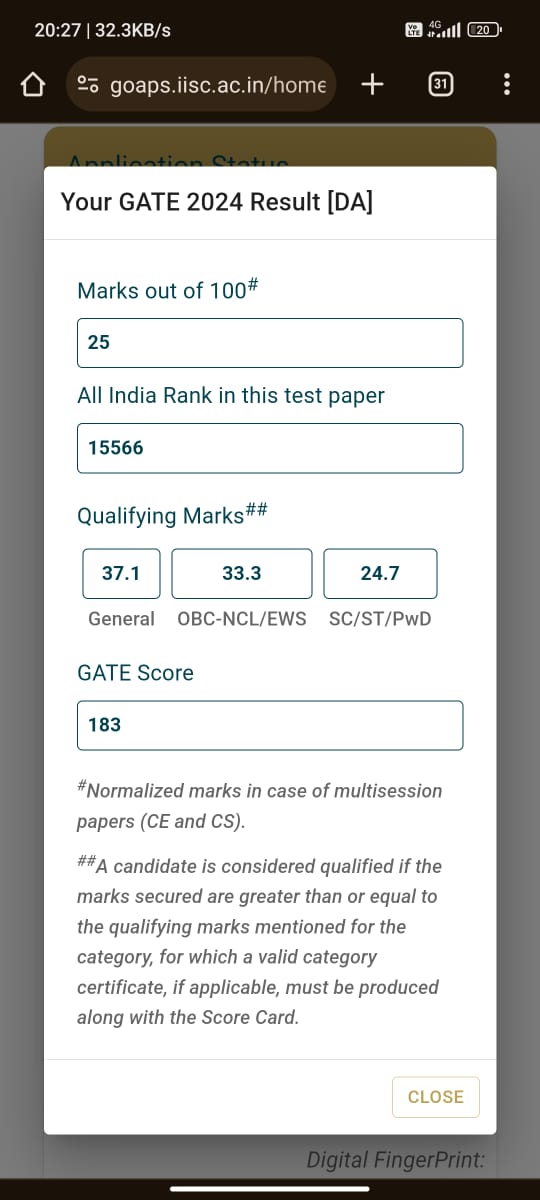 20:27 | 32.3KB/s
Vo LTE 4G 20
goaps.iisc.ac.in/home
31
Application Status
Your GATE 2024 Result [DA]
Marks out of 100#
25
All India Rank in this test paper
15566
Qualifying Marks##
37.1 33.3 24.7
General OBC-NCL/EWS SC/ST/PwD
GATE Score
183
#Normalized marks in case of multisession
papers (CE and CS).
##A candidate is considered qualified if the
marks secured are greater than or equal to
the qualifying marks mentioned for the
category, for which a valid category
certificate, if applicable, must be produced
along with the Score Card.
CLOSE
Digital FingerPrint: